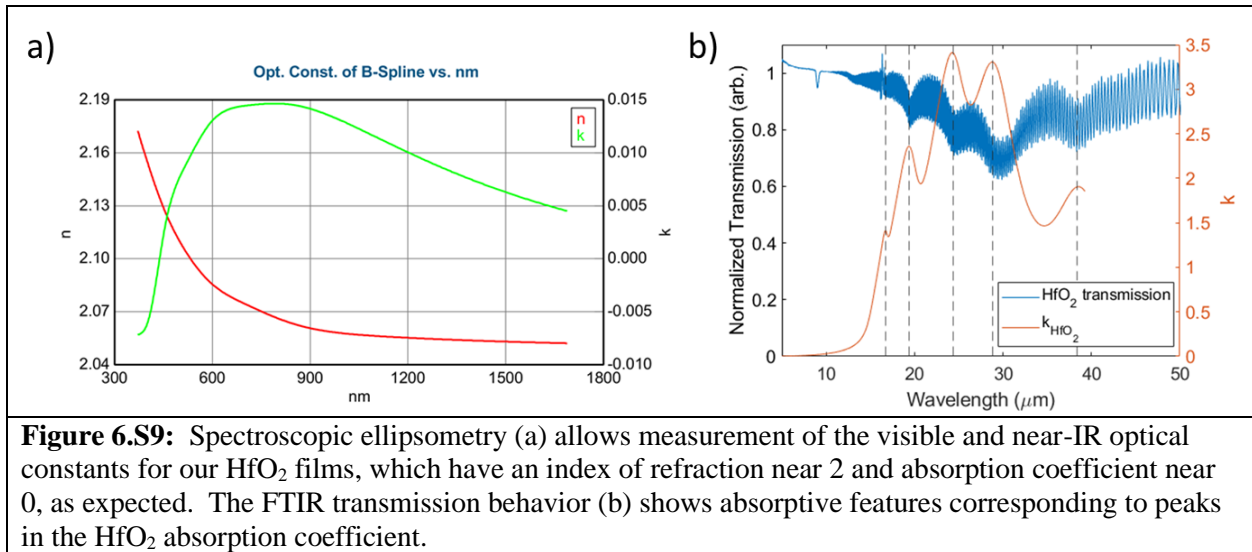 a)
Opt. Const. of B-Spline vs. nm
2.19
2.16
2.13
2.10
2.07
2.04
n
0.015
0.010
0.005
0.000
-0.005
-0.010
k
n
k
300
600
900
1200
1500
1800
nm
b)
1
0.8
0.6
0.4
0.2
0
Normalized Transmission (arb.)
3.5
3
2.5
2
1.5
1
0.5
0
k
HfO₂ transmission
k_HfO₂
10
20
30
40
50
Wavelength (μm)
Figure 6.S9: Spectroscopic ellipsometry (a) allows measurement of the visible and near-IR optical
constants for our HfO₂ films, which have an index of refraction near 2 and absorption coefficient near
0, as expected. The FTIR transmission behavior (b) shows absorptive features corresponding to peaks
in the HfO₂ absorption coefficient.